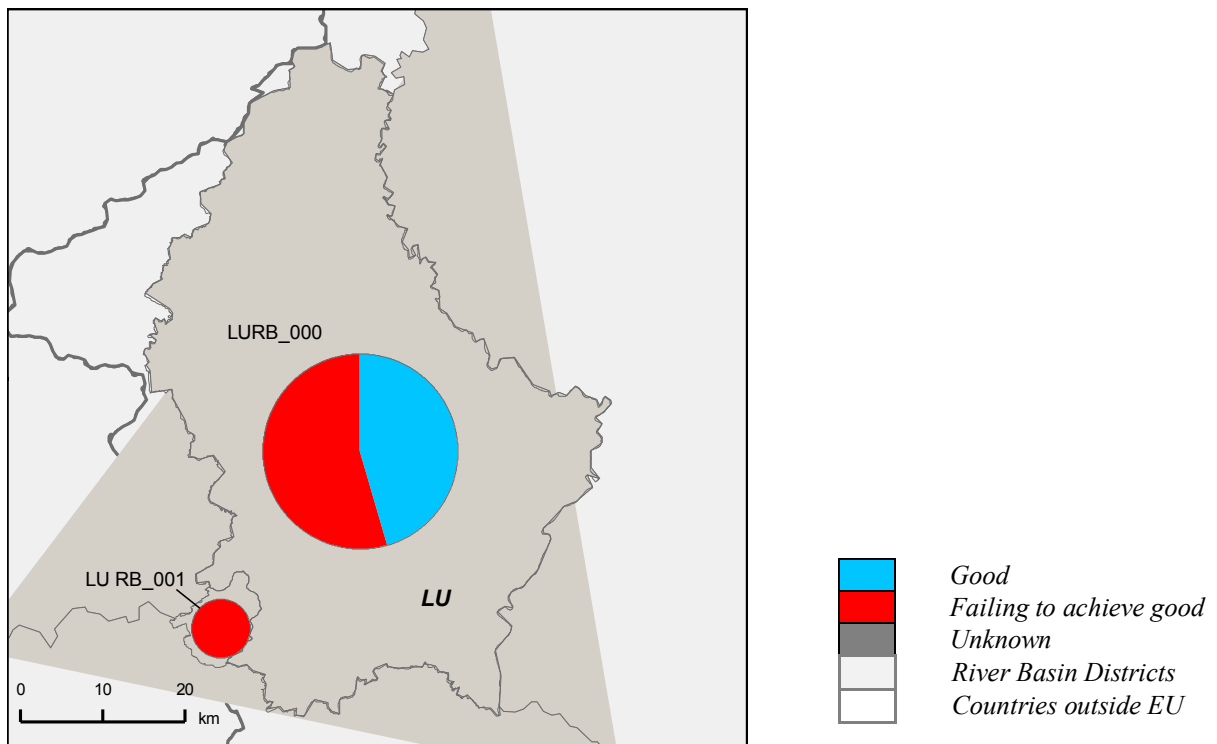 LURB_000
LU RB_001
LU
0 10 20
km
Good
Failing to achieve good
Unknown
River Basin Districts
Countries outside EU